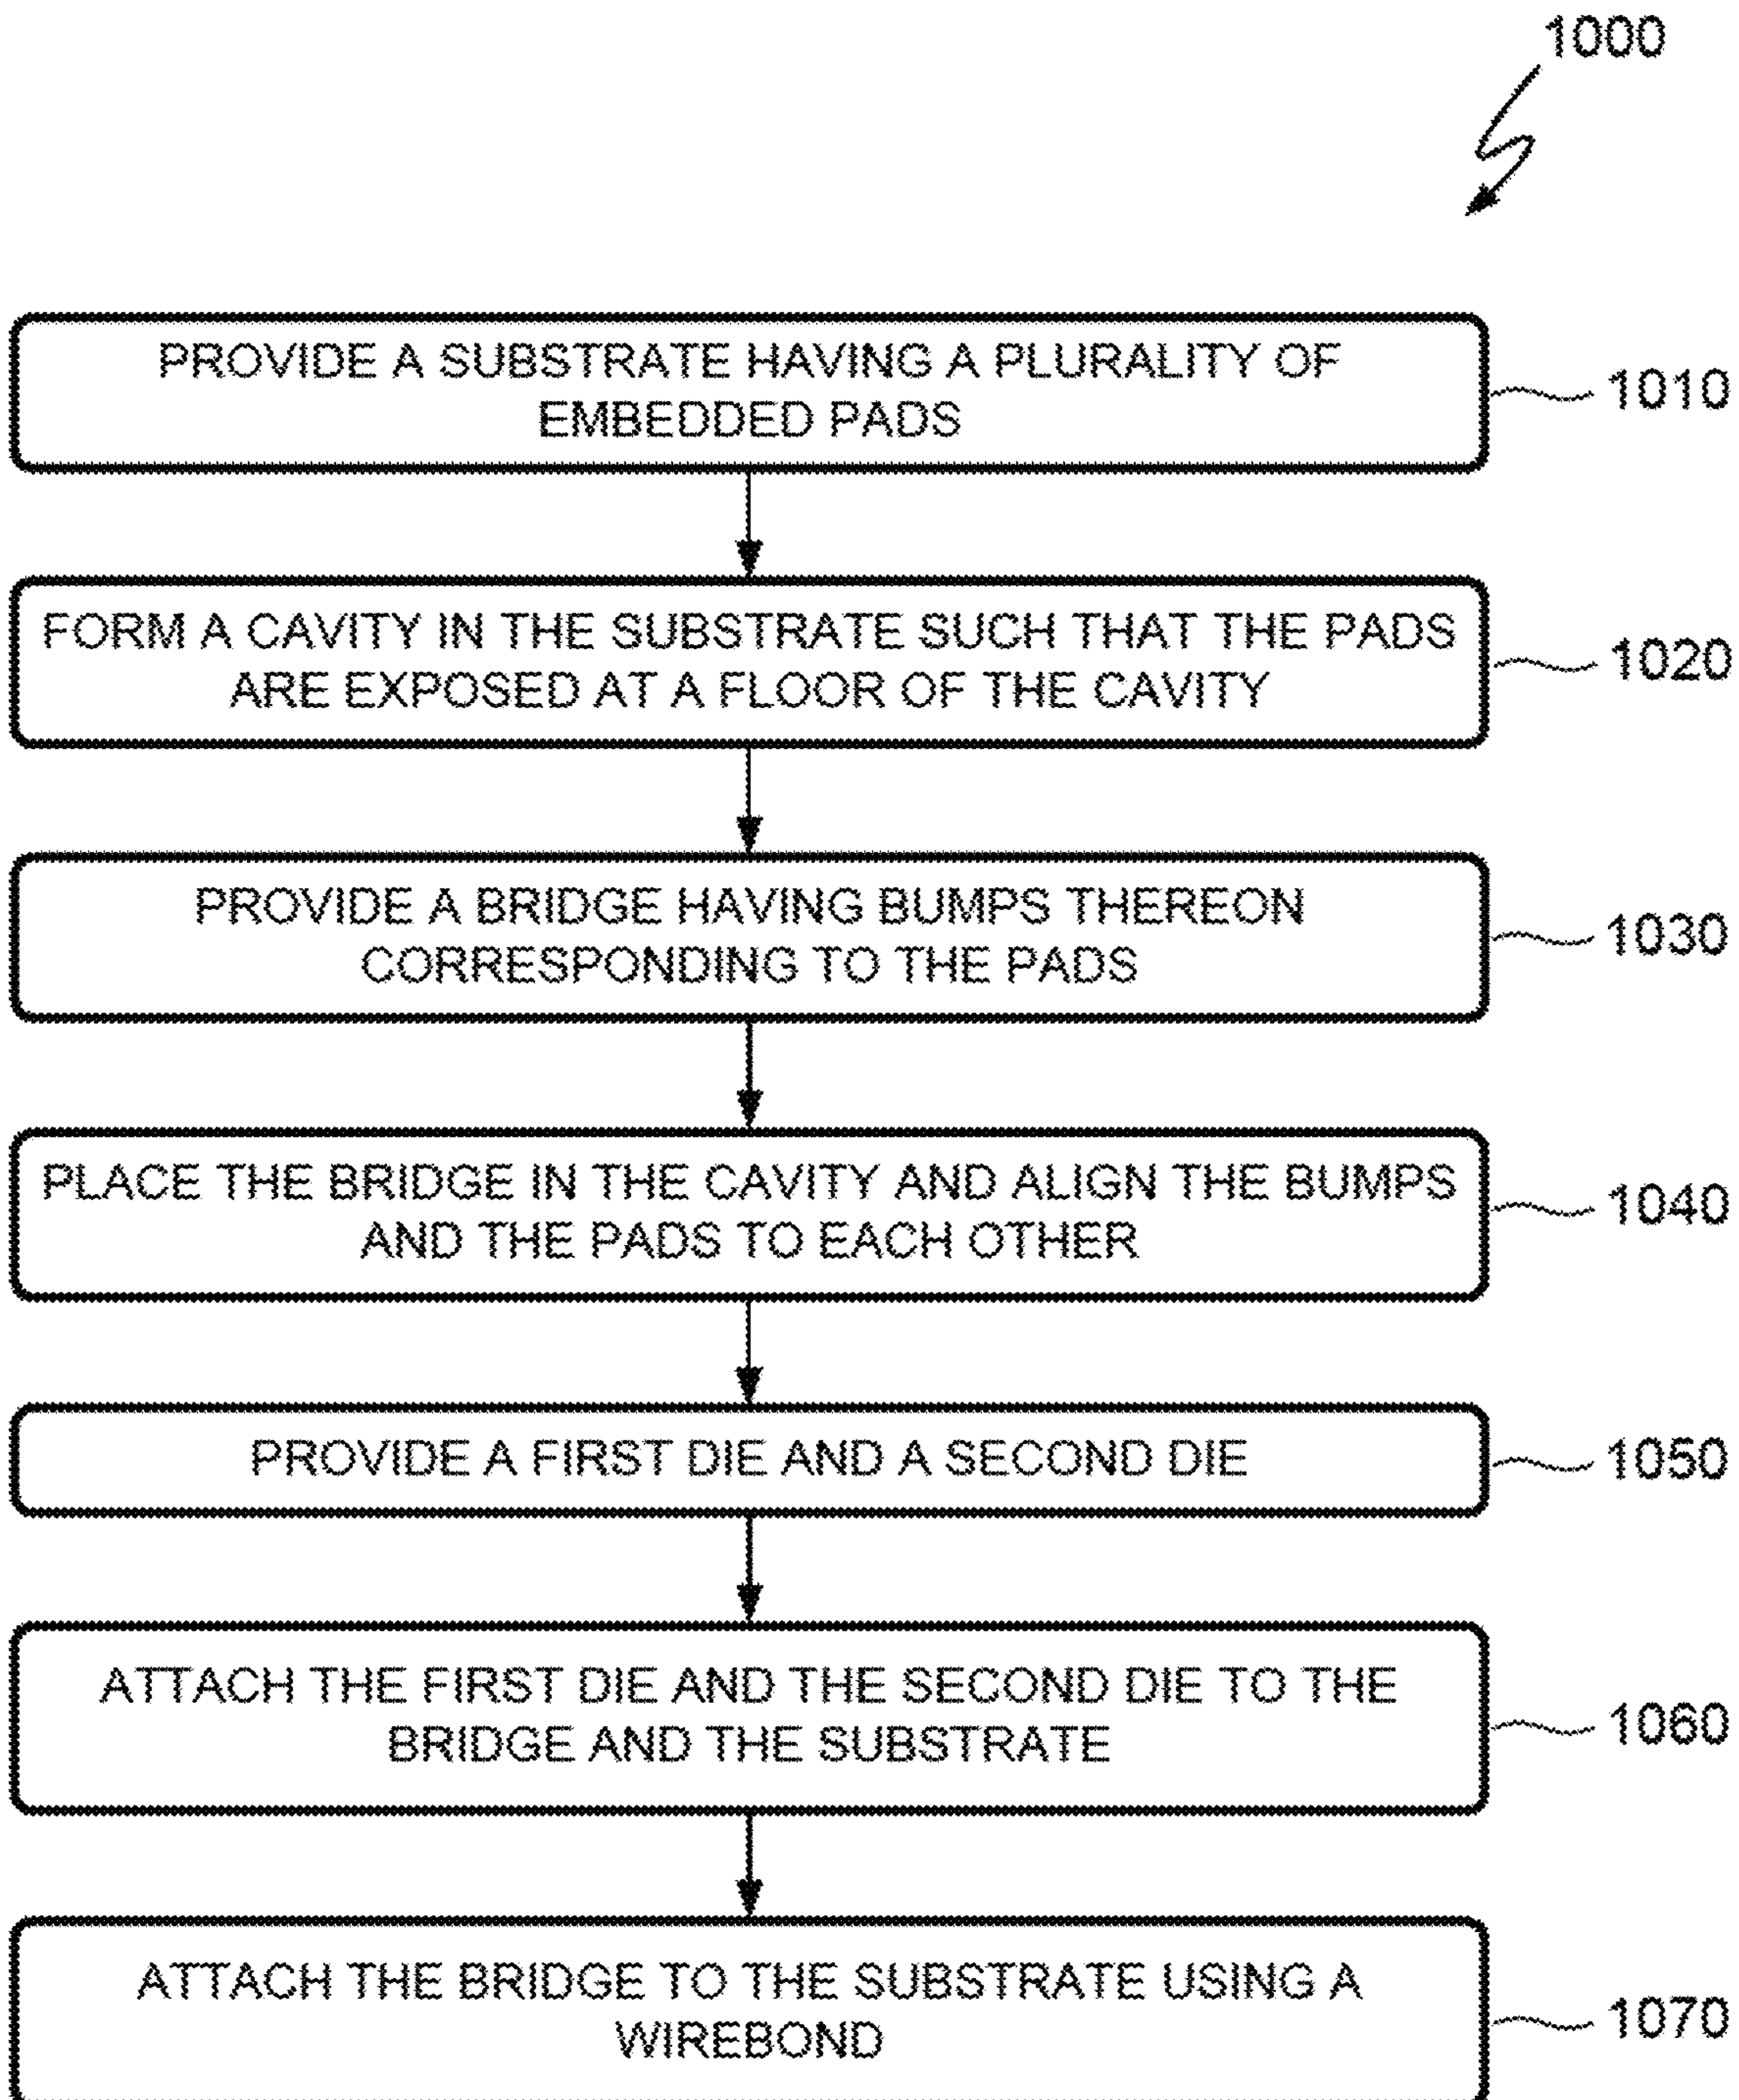 1000
PROVIDE A SUBSTRATE HAVING A PLURALITY OF
EMBEDDED PADS
1010
FORM A CAVITY IN THE SUBSTRATE SUCH THAT THE PADS
ARE EXPOSED AT A FLOOR OF THE CAVITY
1020
PROVIDE A BRIDGE HAVING BUMPS THEREON
CORRESPONDING TO THE PADS
1030
PLACE THE BRIDGE IN THE CAVITY AND ALIGN THE BUMPS
AND THE PADS TO EACH OTHER
1040
PROVIDE A FIRST DIE AND A SECOND DIE
1050
ATTACH THE FIRST DIE AND THE SECOND DIE TO THE
BRIDGE AND THE SUBSTRATE
1060
ATTACH THE BRIDGE TO THE SUBSTRATE USING A
WIREBOND
1070